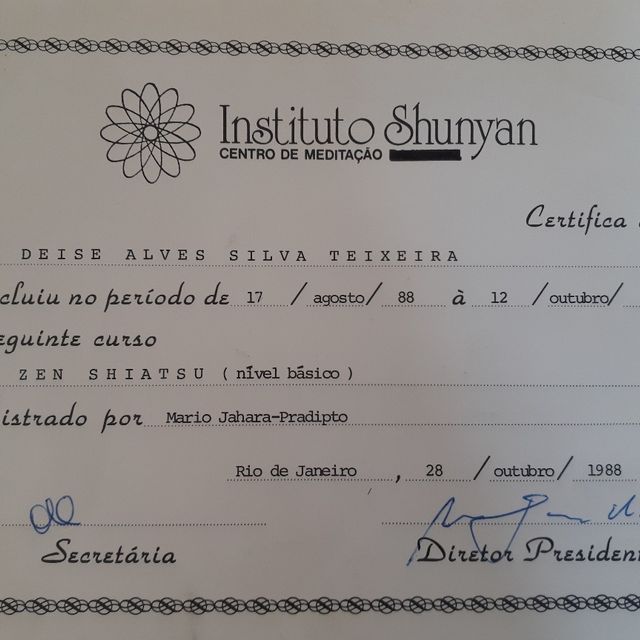 Instituto Shunyan
CENTRO DE MEDITAÇÃO
Certifica
DEISE ALVES SILVA TEIXEIRA
cluiu no período de 17 / agosto / 88 à 12 / outubro /
eguinte curso
ZEN SHIATSU ( nível básico )
istrado por Mario Jahara-Pradipto
Rio de Janeiro , 28 / outubro / 1988
Secretária Diretor Presiden